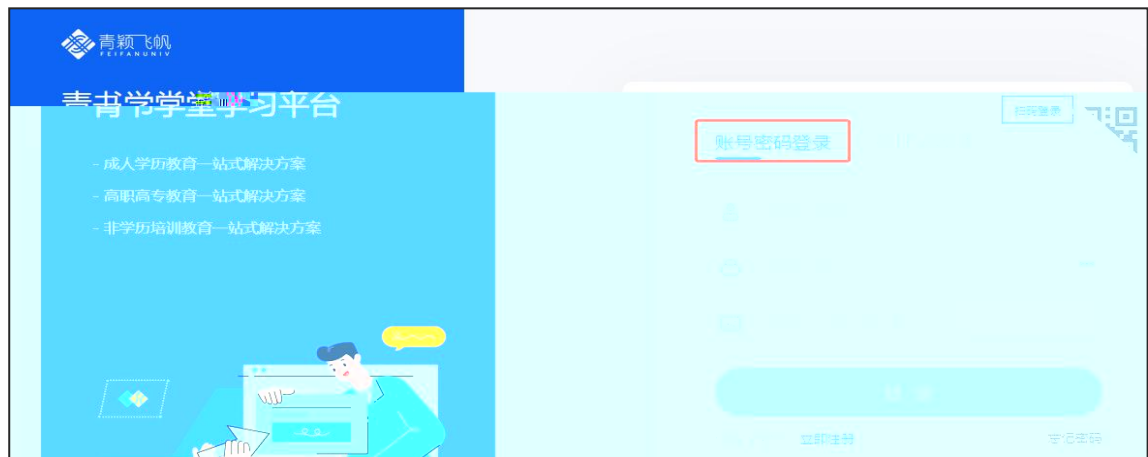 青颖飞帆
FEIFANUNIV
青书学堂学习平台
- 成人学历教育一站式解决方案
- 高职高专教育一站式解决方案
- 非学历培训教育一站式解决方案
扫码登录
账号密码登录
登 录
立即注册
忘记密码